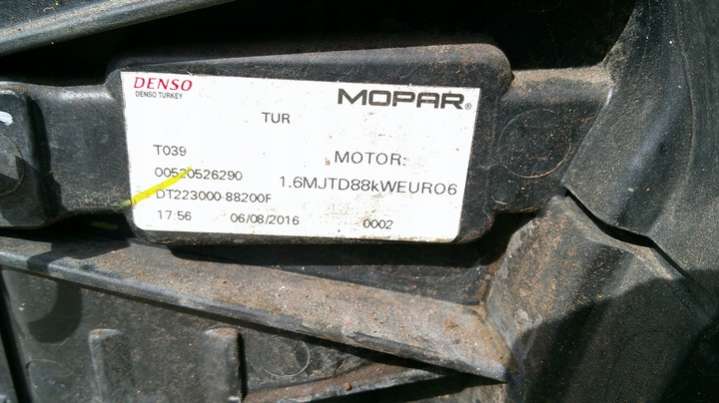 DENSO
DENSO TURKEY
MOPAR®
TUR
T039
MOTOR:
00520526290
1.6MJTD88kWEURO6
DT223000-88200F
17:56 06/08/2016 0002